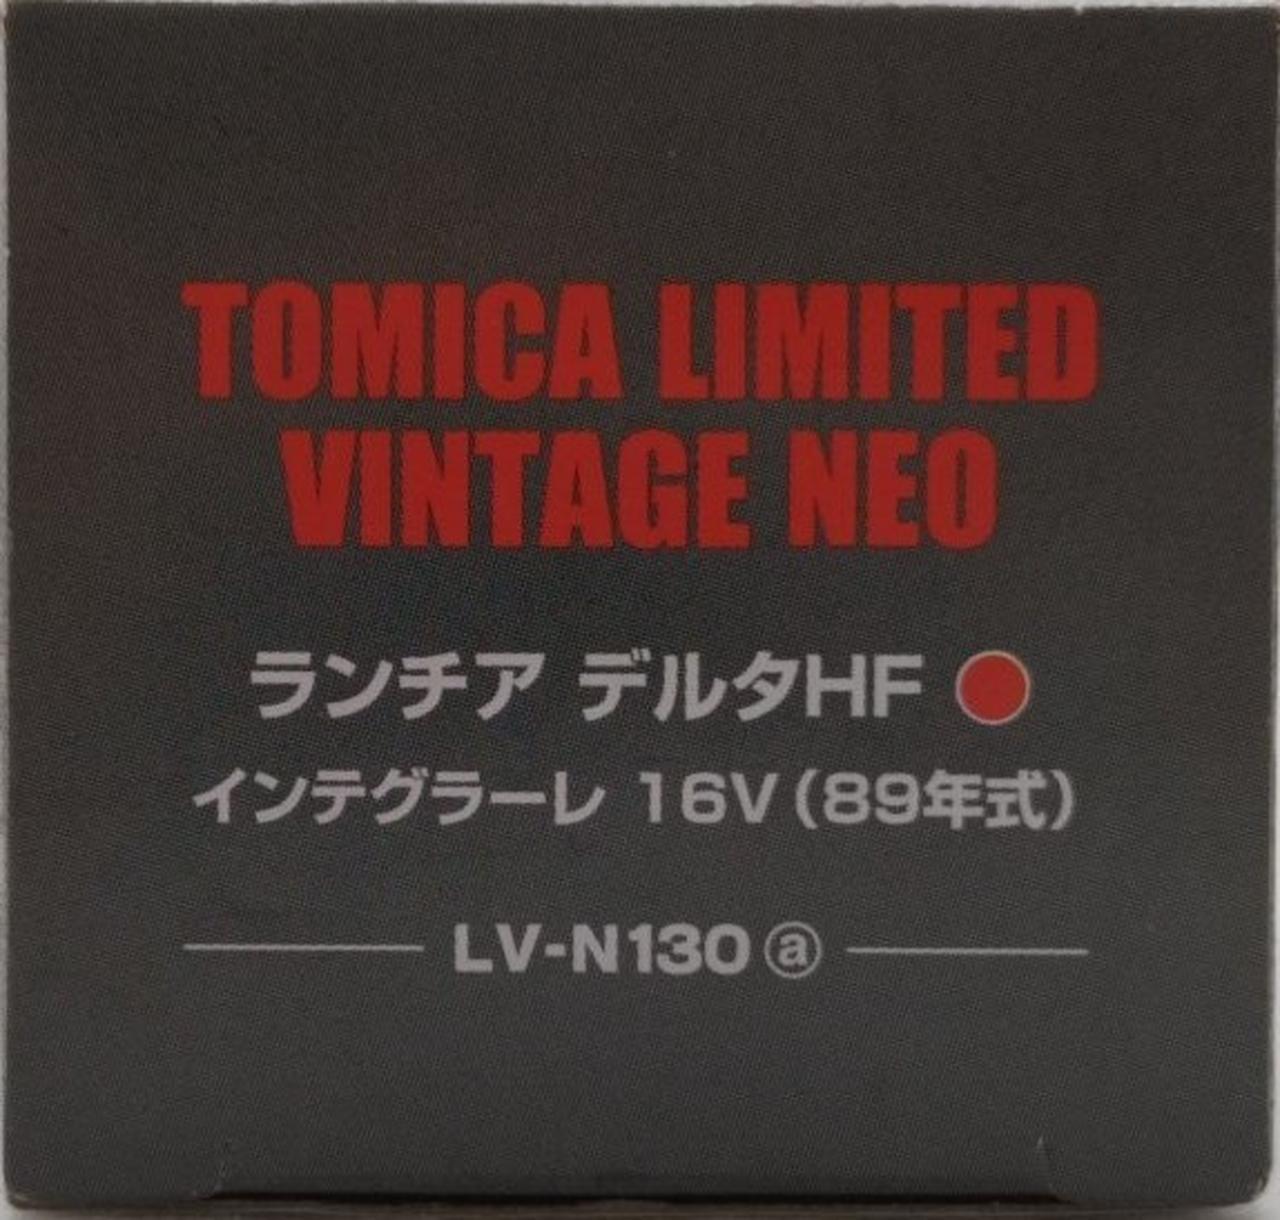 TOMICA LIMITED
VINTAGE NEO
ランチア デルタHF
インテグラーレ 16V(89年式)
LV-N130 ⓐ